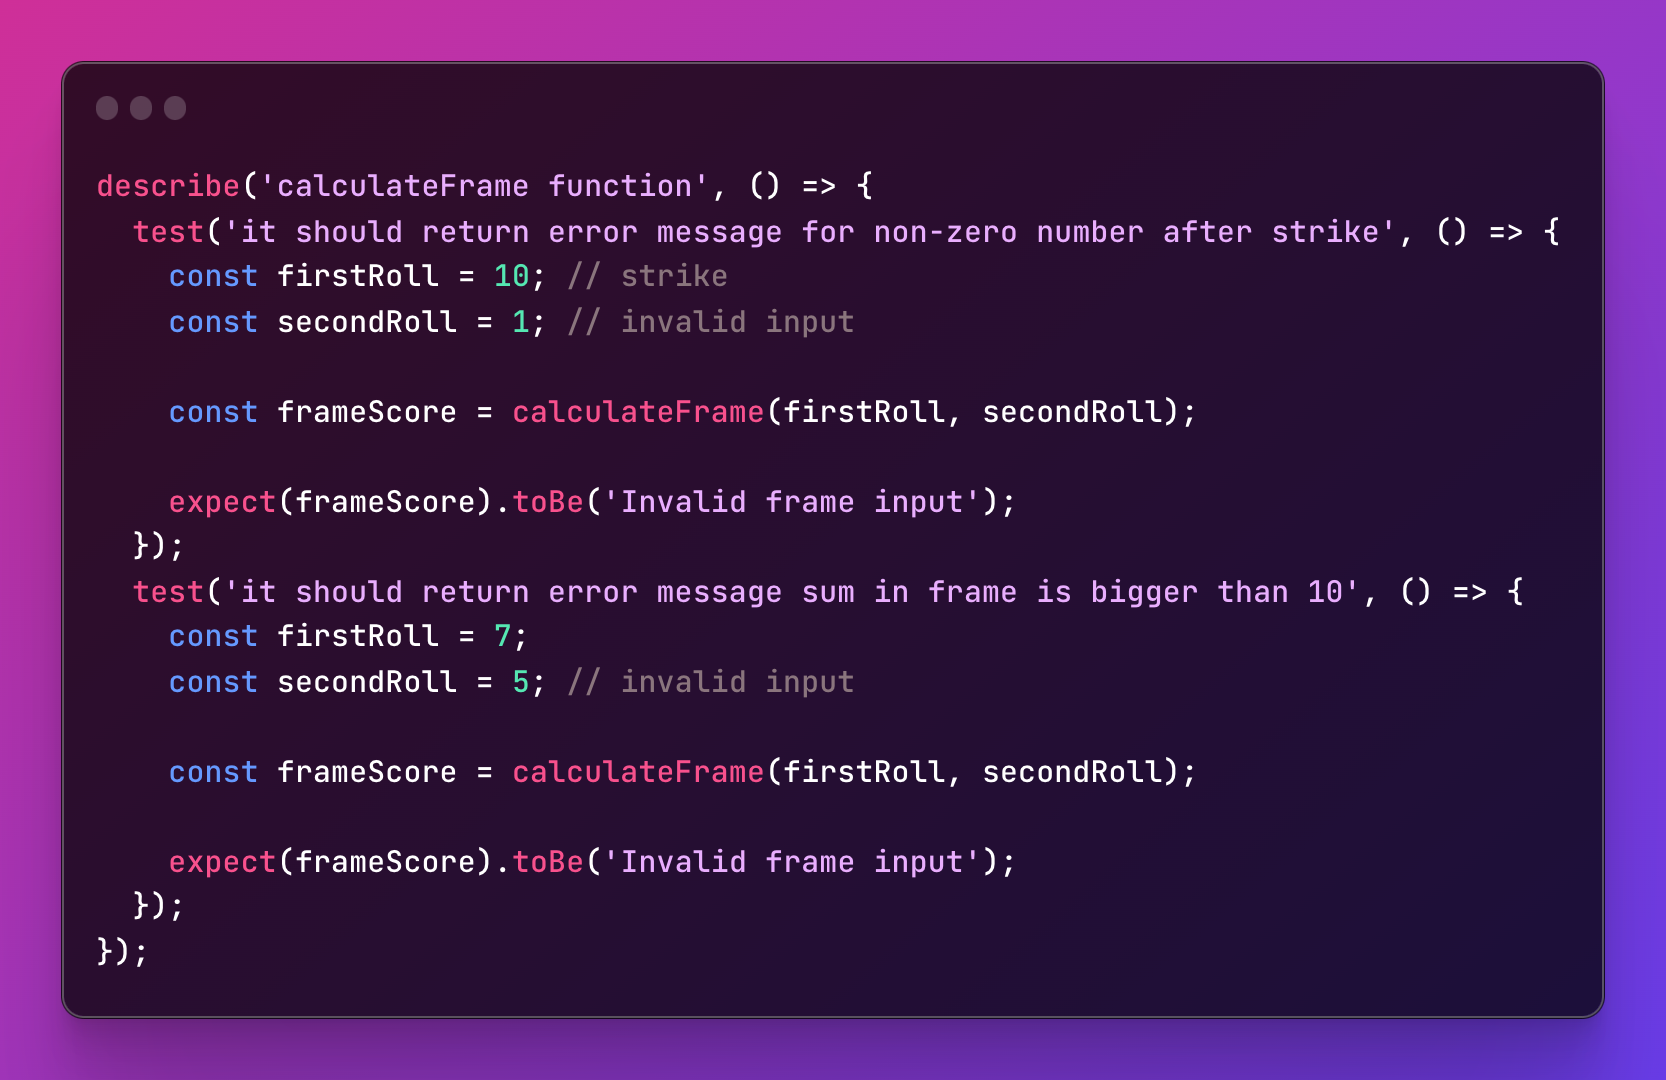 describe('calculateFrame function', () => {
  test('it should return error message for non-zero number after strike', () => {
    const firstRoll = 10; // strike
    const secondRoll = 1; // invalid input

    const frameScore = calculateFrame(firstRoll, secondRoll);

    expect(frameScore).toBe('Invalid frame input');
  });
  test('it should return error message sum in frame is bigger than 10', () => {
    const firstRoll = 7;
    const secondRoll = 5; // invalid input

    const frameScore = calculateFrame(firstRoll, secondRoll);

    expect(frameScore).toBe('Invalid frame input');
  });
});